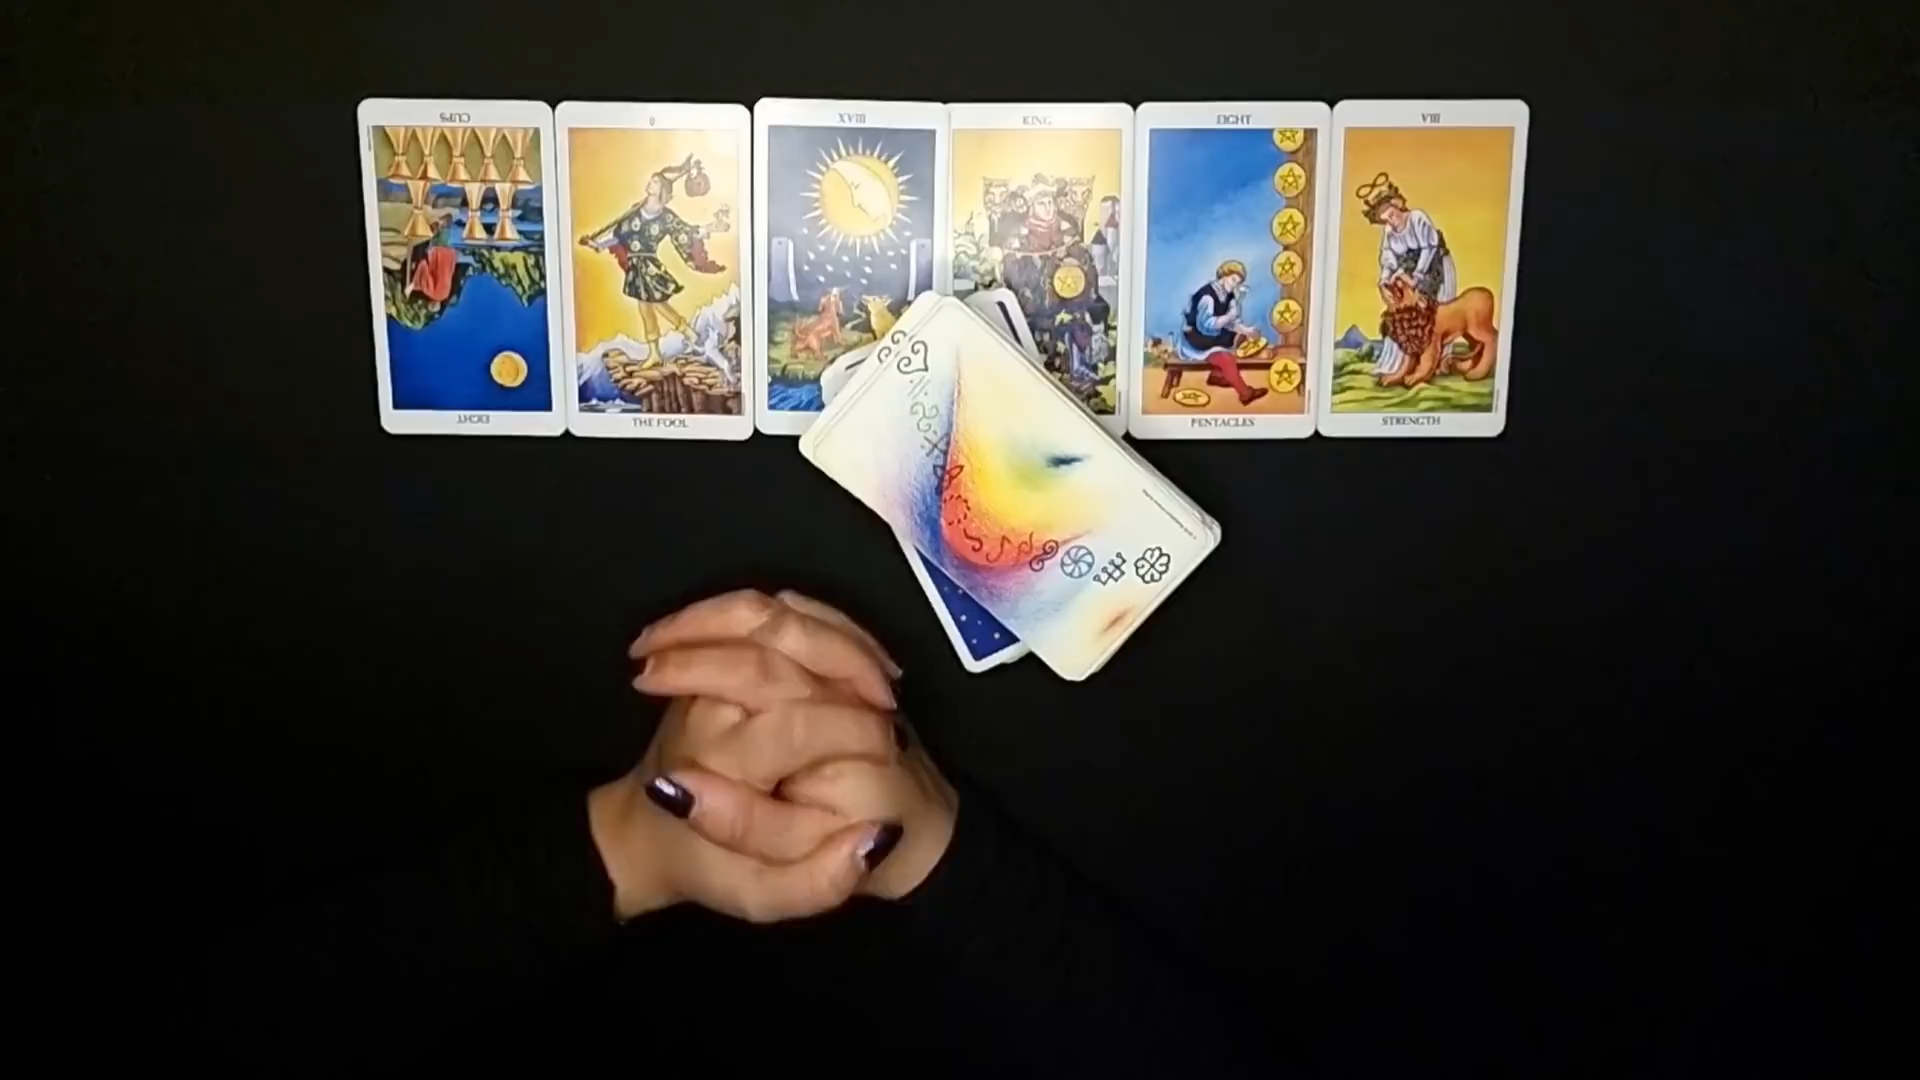 CUPS
EIGHT
0
THE FOOL
XVIII
KING
EIGHT
PENTACLES
VIII
STRENGTH